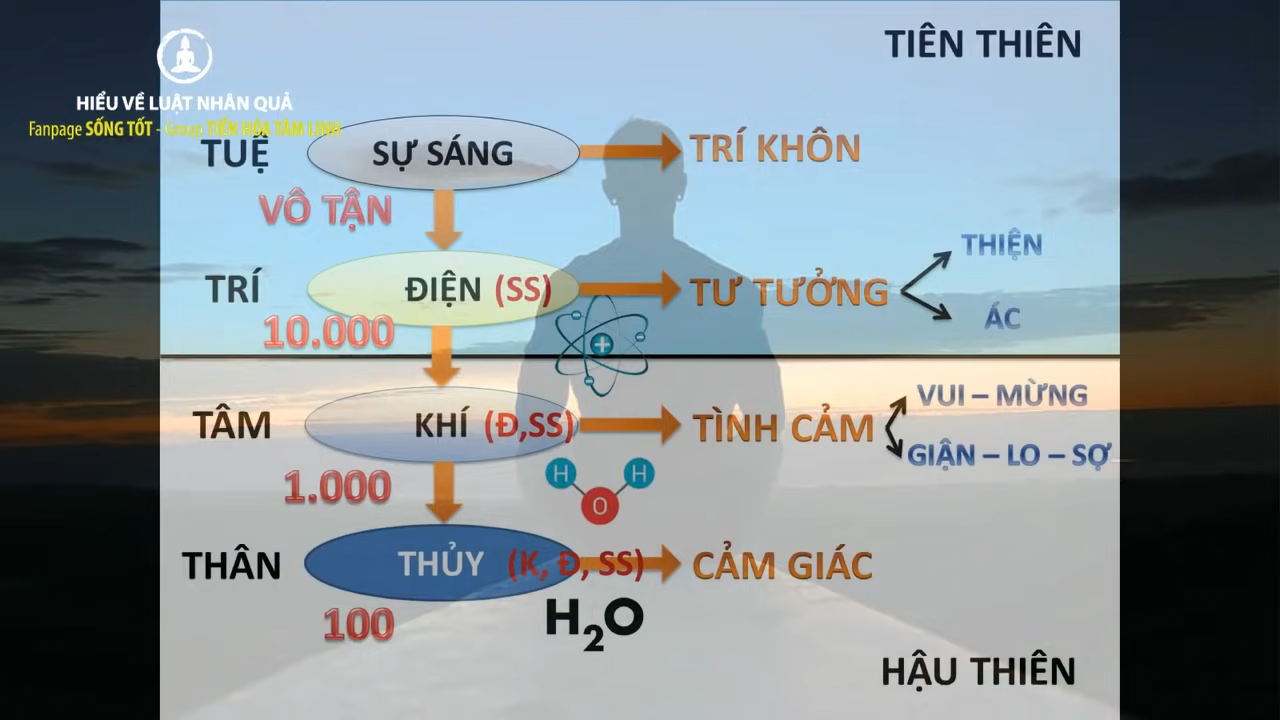 TIÊN THIÊN
HIỂU VỀ LUẬT NHÂN QUẢ
Fanpage SỐNG TỐT - Group TIẾN HÓA TÂM LINH
TUỆ SỰ SÁNG TRÍ KHÔN
VÔ TẬN
THIỆN
TRÍ ĐIỆN (SS) TƯ TƯỞNG
ÁC
10.000
+
VUI – MỪNG
TÂM KHÍ (Đ,SS) TÌNH CẢM
GIẬN – LO – SỢ
H H
1.000
O
THÂN THỦY (K, Đ, SS) CẢM GIÁC
100
H2O
HẬU THIÊN